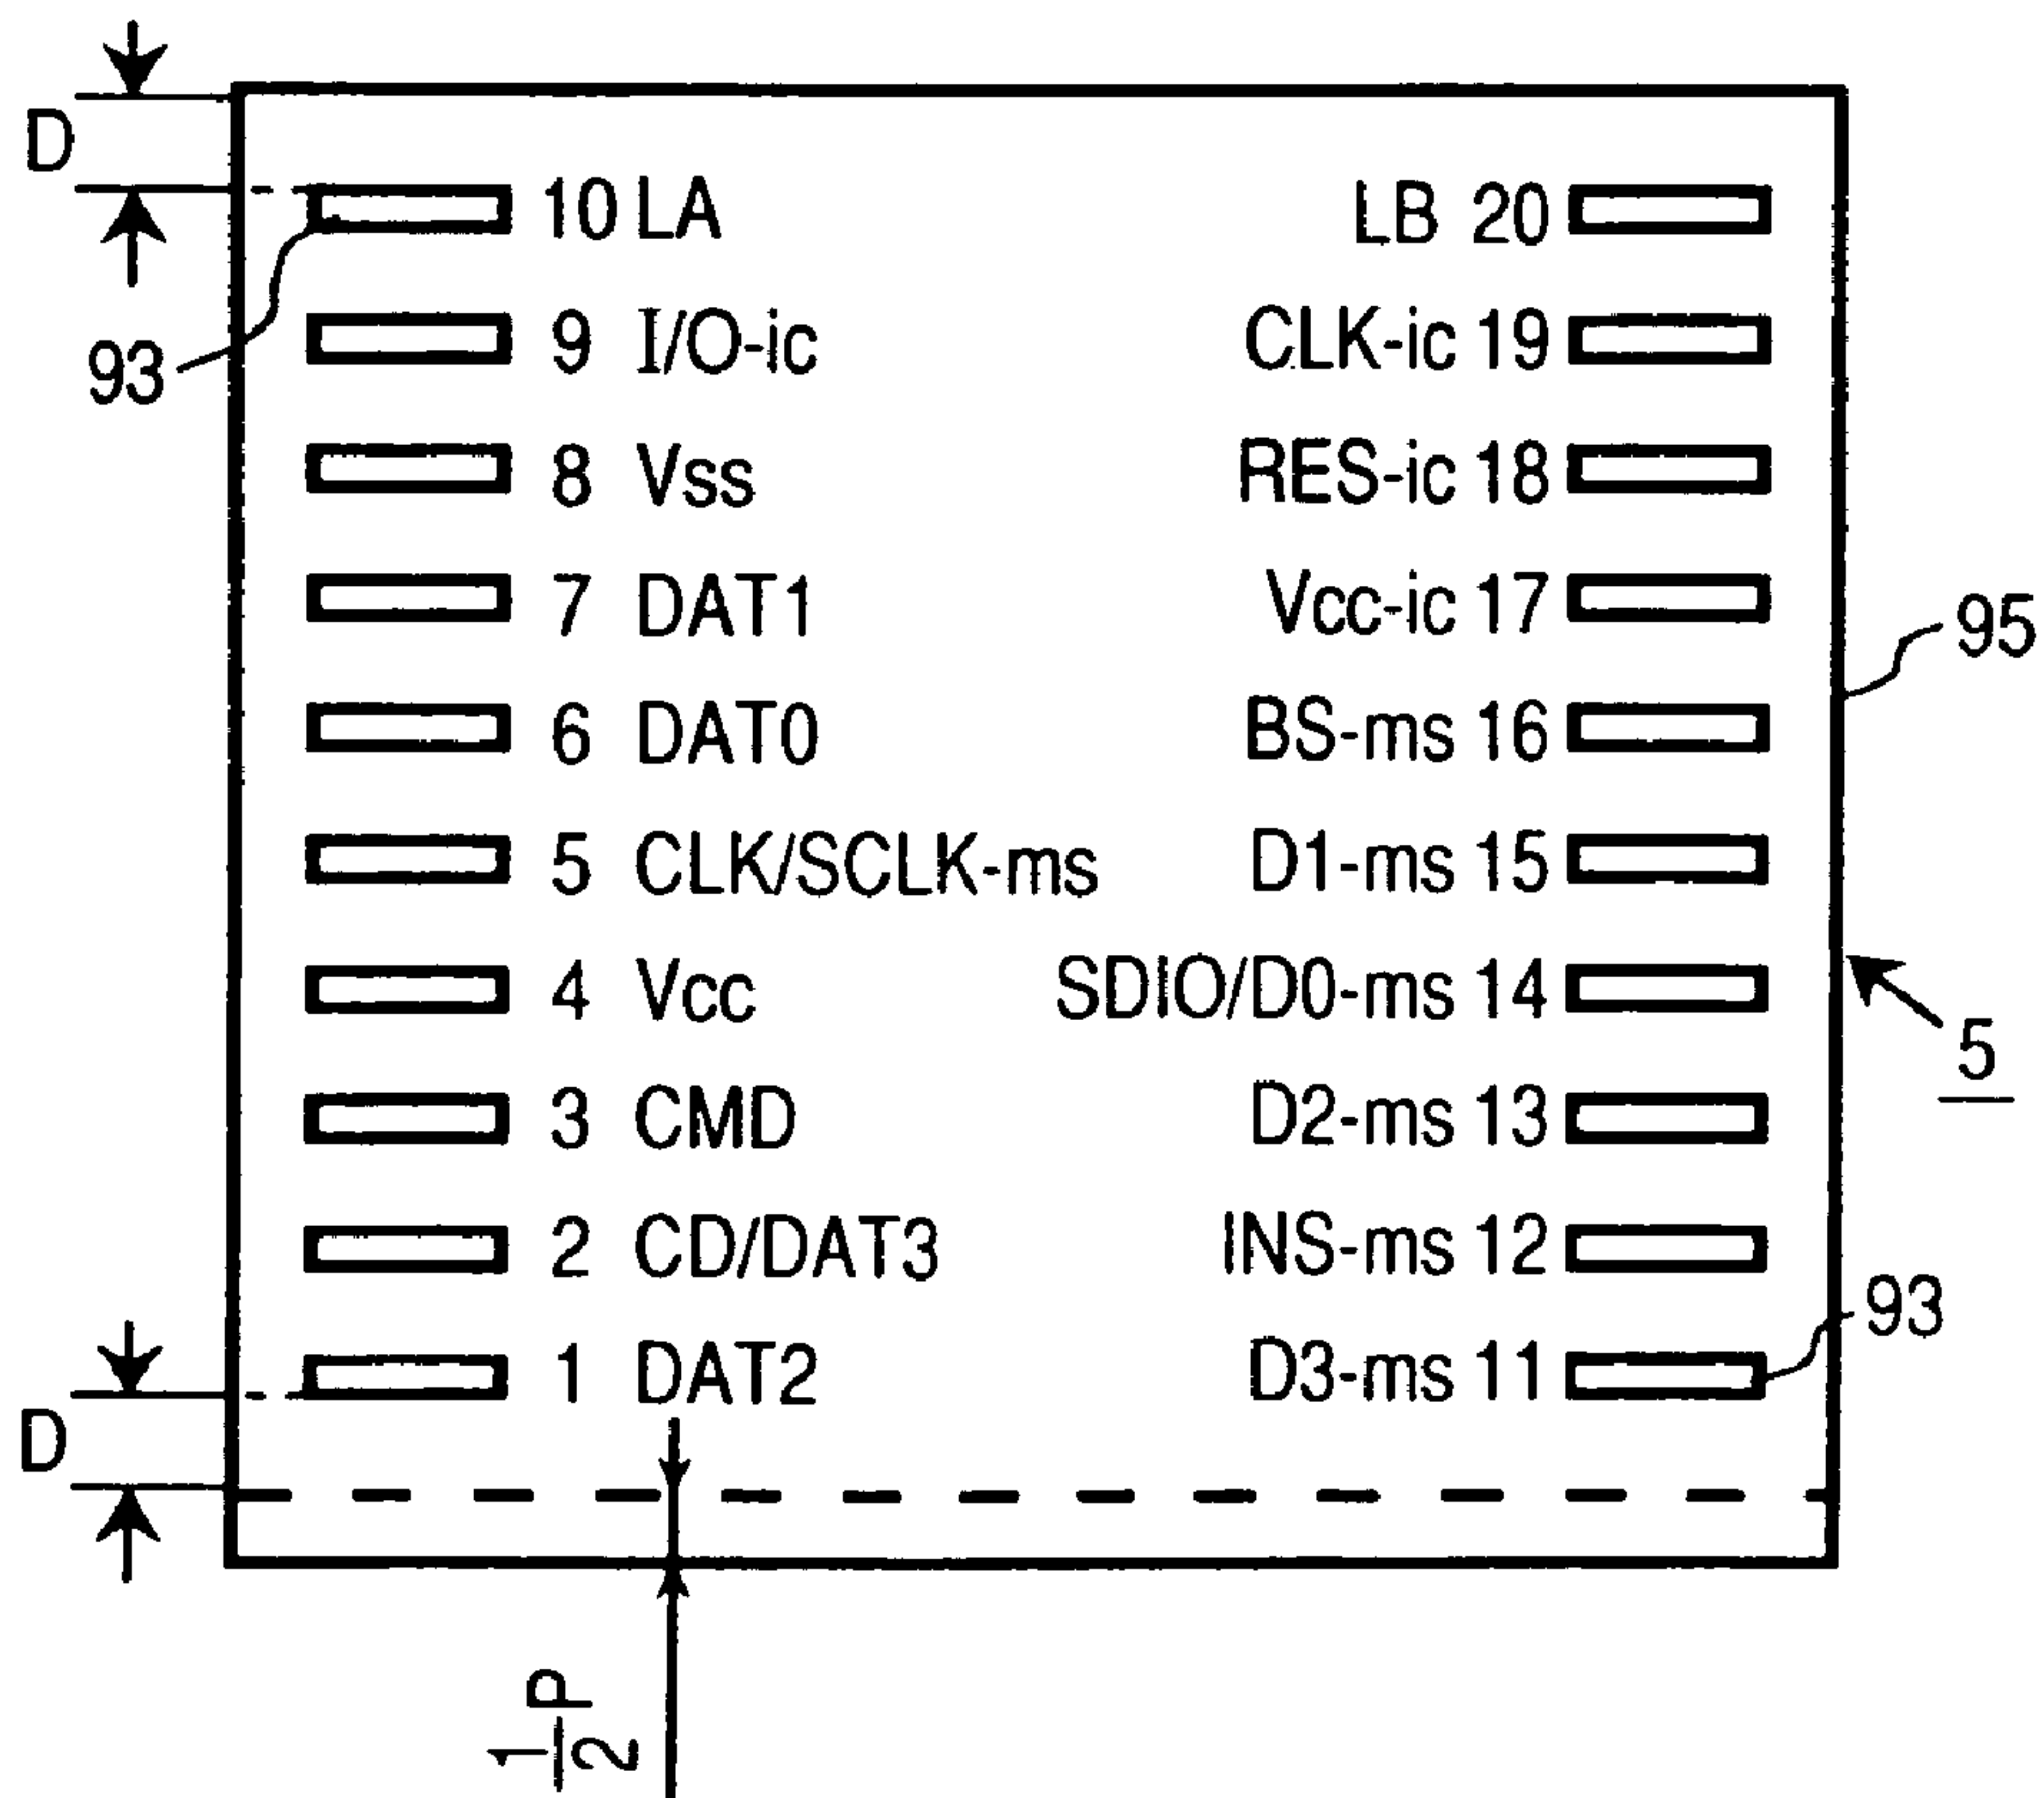 D
10 LA
LB 20
93
9 I/O-ic
CLK-ic 19
8 Vss
RES-ic 18
7 DAT1
Vcc-ic 17
95
6 DAT0
BS-ms 16
5 CLK/SCLK-ms
D1-ms 15
4 Vcc
SDIO/D0-ms 14
5
3 CMD
D2-ms 13
2 CD/DAT3
INS-ms 12
93
1 DAT2
D3-ms 11
D
1/2 P